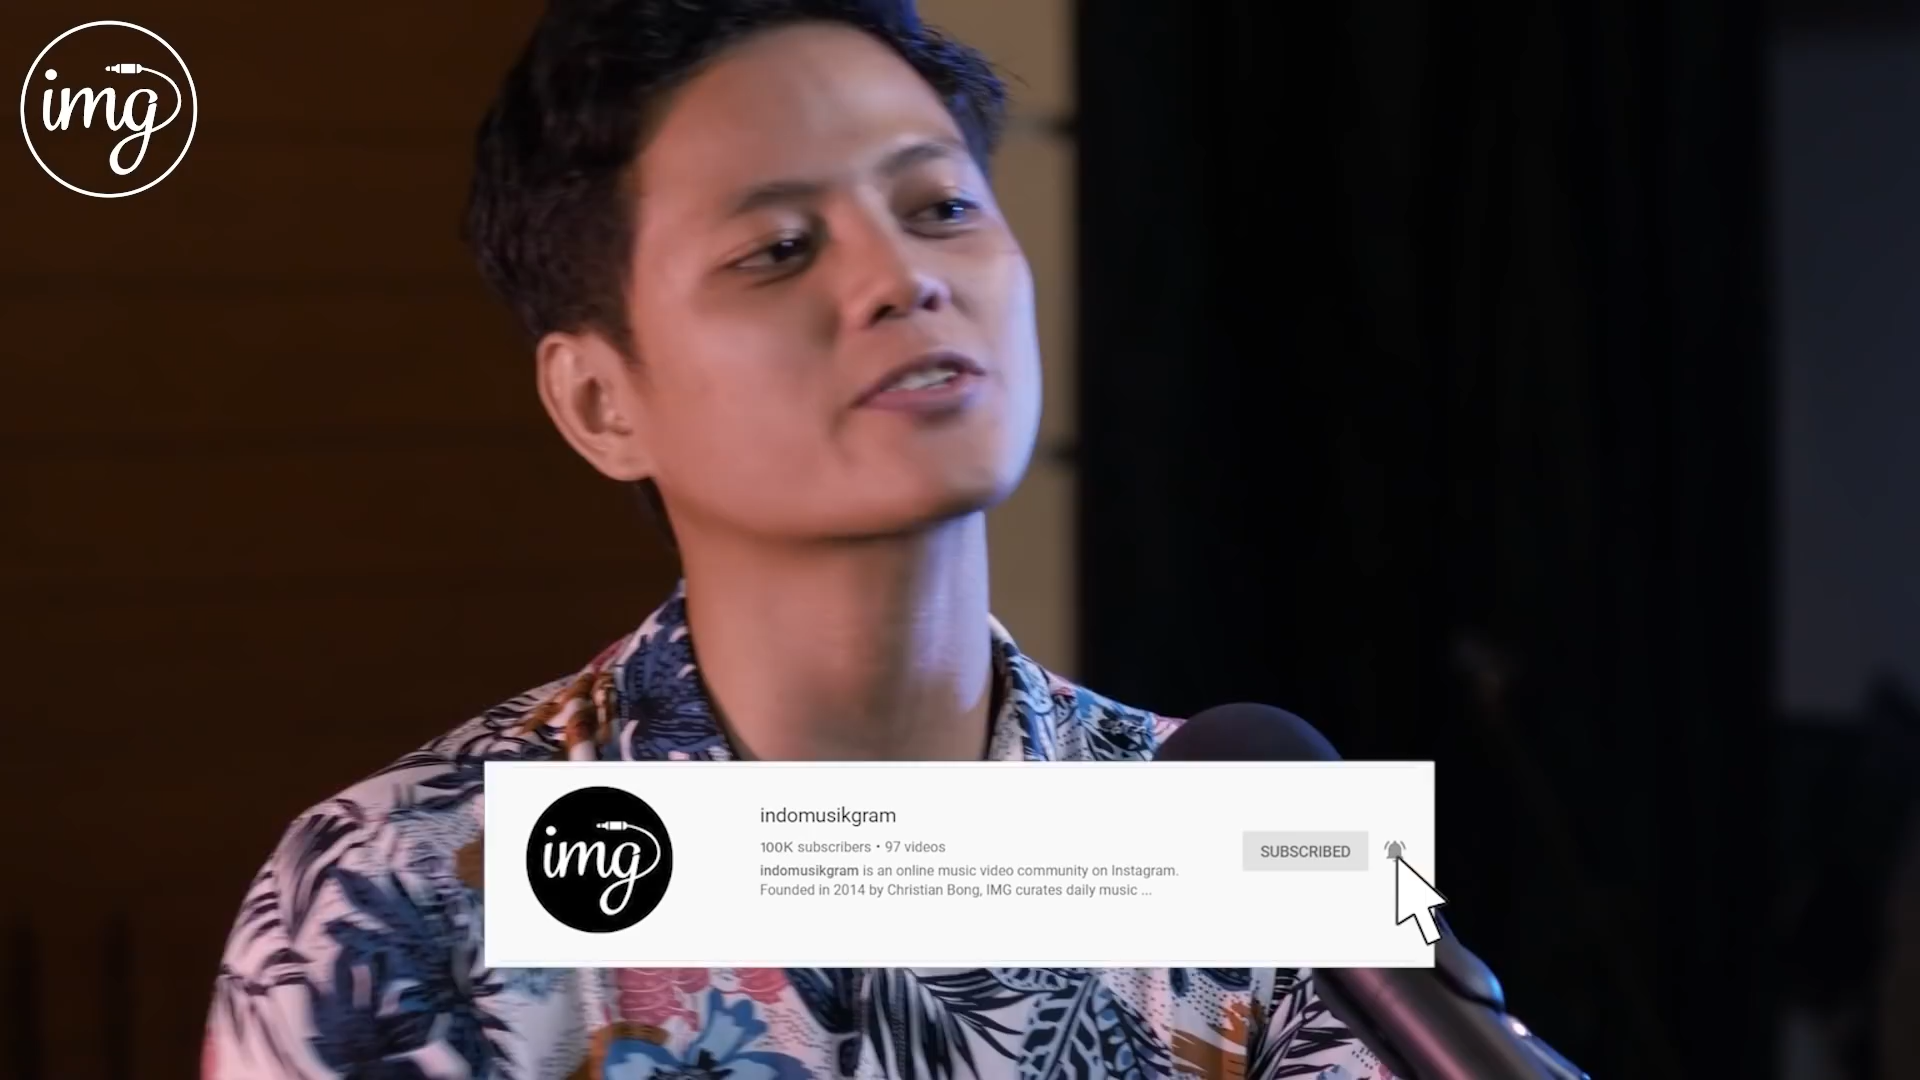 img
img
indomusikgram
100K subscribers • 97 videos
indomusikgram is an online music video community on Instagram.
Founded in 2014 by Christian Bong, IMG curates daily music ...
SUBSCRIBED